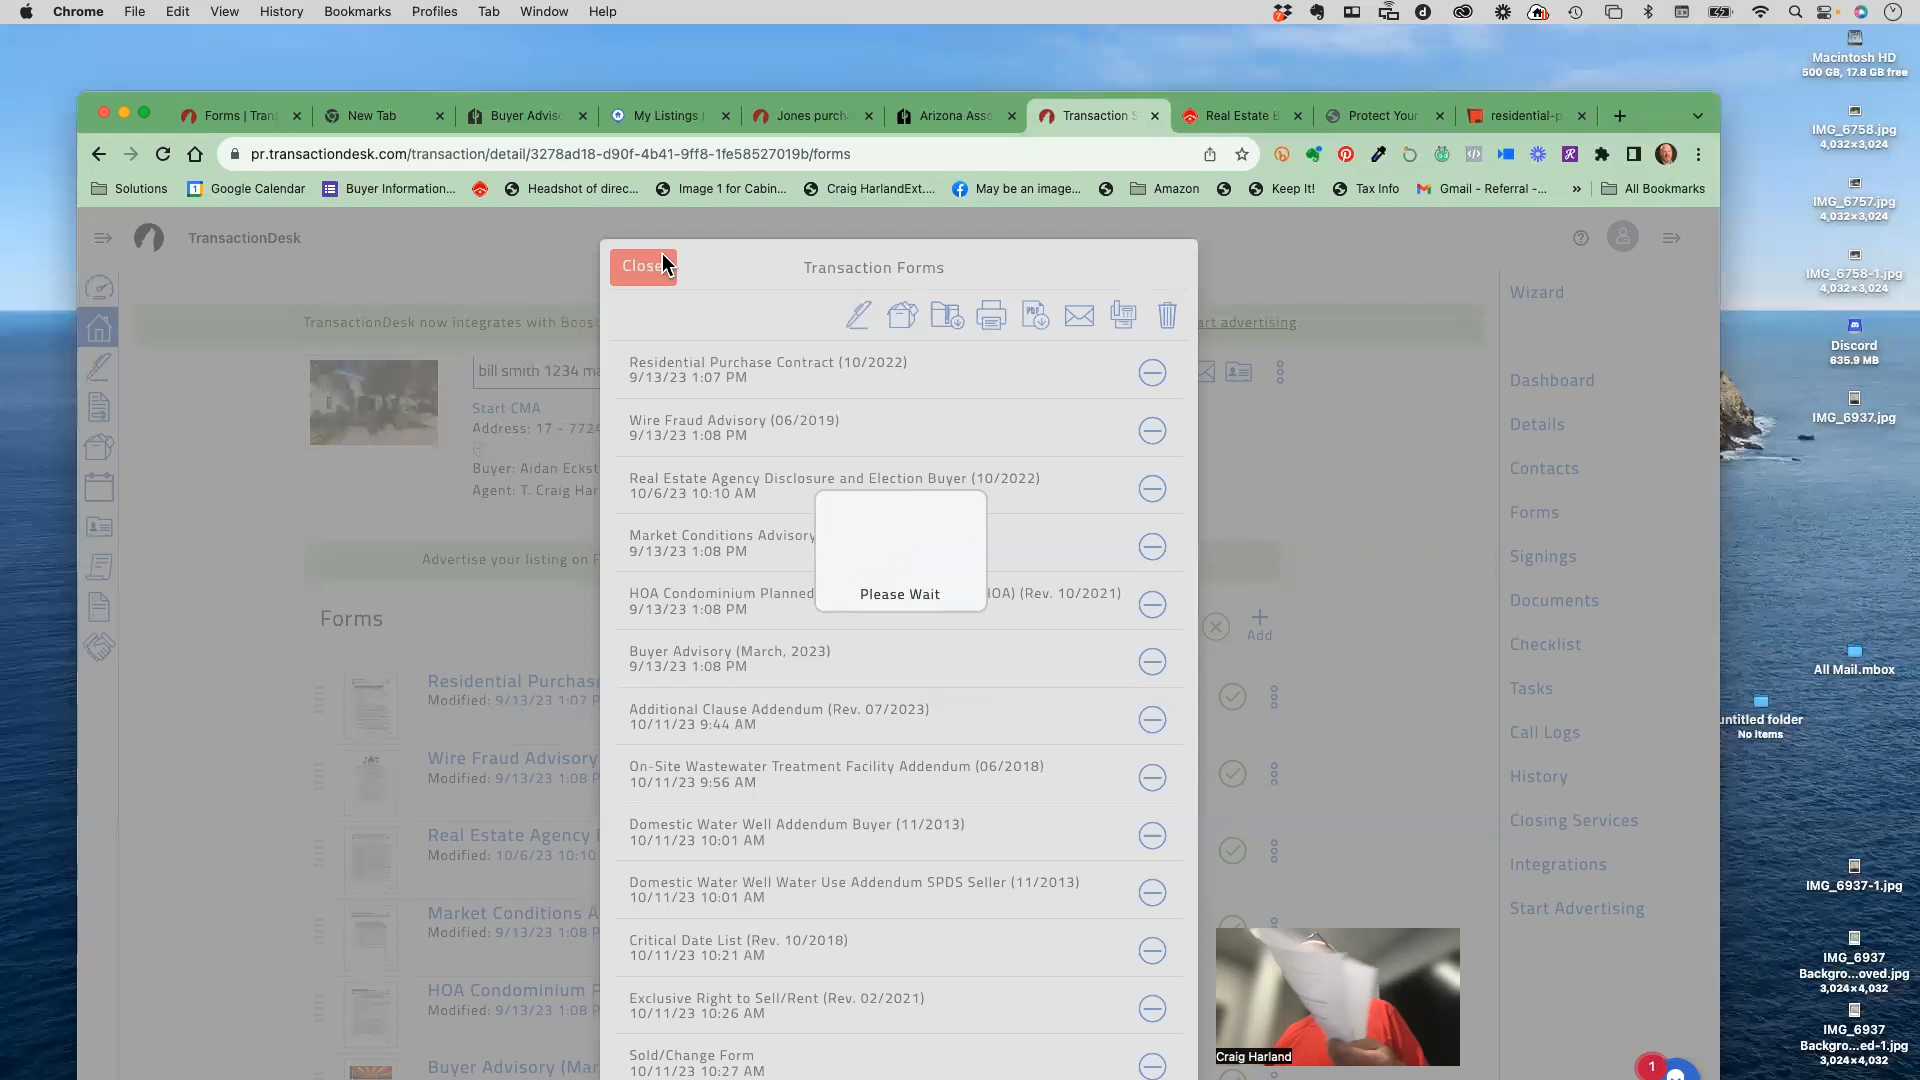 Chrome File Edit View History Bookmarks Profiles Tab Window Help
Macintosh HD
500 GB, 17.8 GB free
Forms | Tran
New Tab
Buyer Adviso
My Listings |
Jones purch
Arizona Asso
Transaction S
Real Estate B
Protect Your
residential-p
pr.transactiondesk.com/transaction/detail/3278ad18-d90f-4b41-9ff8-1fe58527019b/forms
Solutions
Google Calendar
Buyer Information...
Headshot of direc...
Image 1 for Cabin...
Craig HarlandExt....
May be an image...
Amazon
Keep It!
Tax Info
Gmail - Referral -...
»
All Bookmarks
IMG_6758.jpg
4,032×3,024
IMG_6757.jpg
4,032×3,024
IMG_6758-1.jpg
4,032×3,024
Discord
635.9 MB
IMG_6937.jpg
All Mail.mbox
untitled folder
No items
IMG_6937-1.jpg
IMG_6937
Backgro...oved.jpg
3,024×4,032
IMG_6937
Backgro...ed-1.jpg
3,024×4,032
TransactionDesk
TransactionDesk now integrates with Boost
art advertising
bill smith 1234 ma
Start CMA
Address: 17 - 7724
Buyer: Aidan Eckst
Agent: T. Craig Har
Advertise your listing on F
Forms
Add
Residential Purchas
Modified: 9/13/23 1:07 P
Wire Fraud Advisory
Modified: 9/13/23 1:08 P
Real Estate Agency
Modified: 10/6/23 10:10
Market Conditions A
Modified: 9/13/23 1:08 P
HOA Condominium P
Modified: 9/13/23 1:08 P
Buyer Advisory (Mar
Close
Transaction Forms
Residential Purchase Contract (10/2022)
9/13/23 1:07 PM
Wire Fraud Advisory (06/2019)
9/13/23 1:08 PM
Real Estate Agency Disclosure and Election Buyer (10/2022)
10/6/23 10:10 AM
Market Conditions Advisory
9/13/23 1:08 PM
HOA Condominium Planned
IOA) (Rev. 10/2021)
9/13/23 1:08 PM
Please Wait
Buyer Advisory (March, 2023)
9/13/23 1:08 PM
Additional Clause Addendum (Rev. 07/2023)
10/11/23 9:44 AM
On-Site Wastewater Treatment Facility Addendum (06/2018)
10/11/23 9:56 AM
Domestic Water Well Addendum Buyer (11/2013)
10/11/23 10:01 AM
Domestic Water Well Water Use Addendum SPDS Seller (11/2013)
10/11/23 10:01 AM
Critical Date List (Rev. 10/2018)
10/11/23 10:21 AM
Exclusive Right to Sell/Rent (Rev. 02/2021)
10/11/23 10:26 AM
Sold/Change Form
10/11/23 10:27 AM
Wizard
Dashboard
Details
Contacts
Forms
Signings
Documents
Checklist
Tasks
Call Logs
History
Closing Services
Integrations
Start Advertising
Craig Harland
1